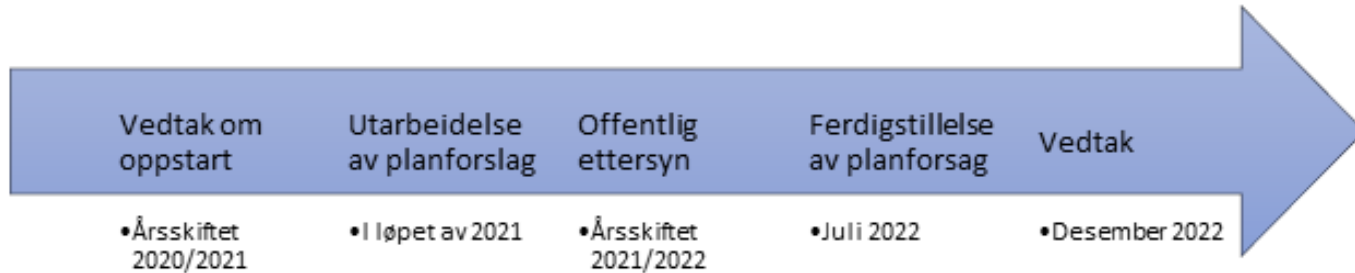 Vedtak om
oppstart
•Årsskiftet
2020/2021
Utarbeidelse
av planforslag
•I løpet av 2021
Offentlig
ettersyn
•Årsskiftet
2021/2022
Ferdigstillelse
av planforsag
•Juli 2022
Vedtak
•Desember 2022